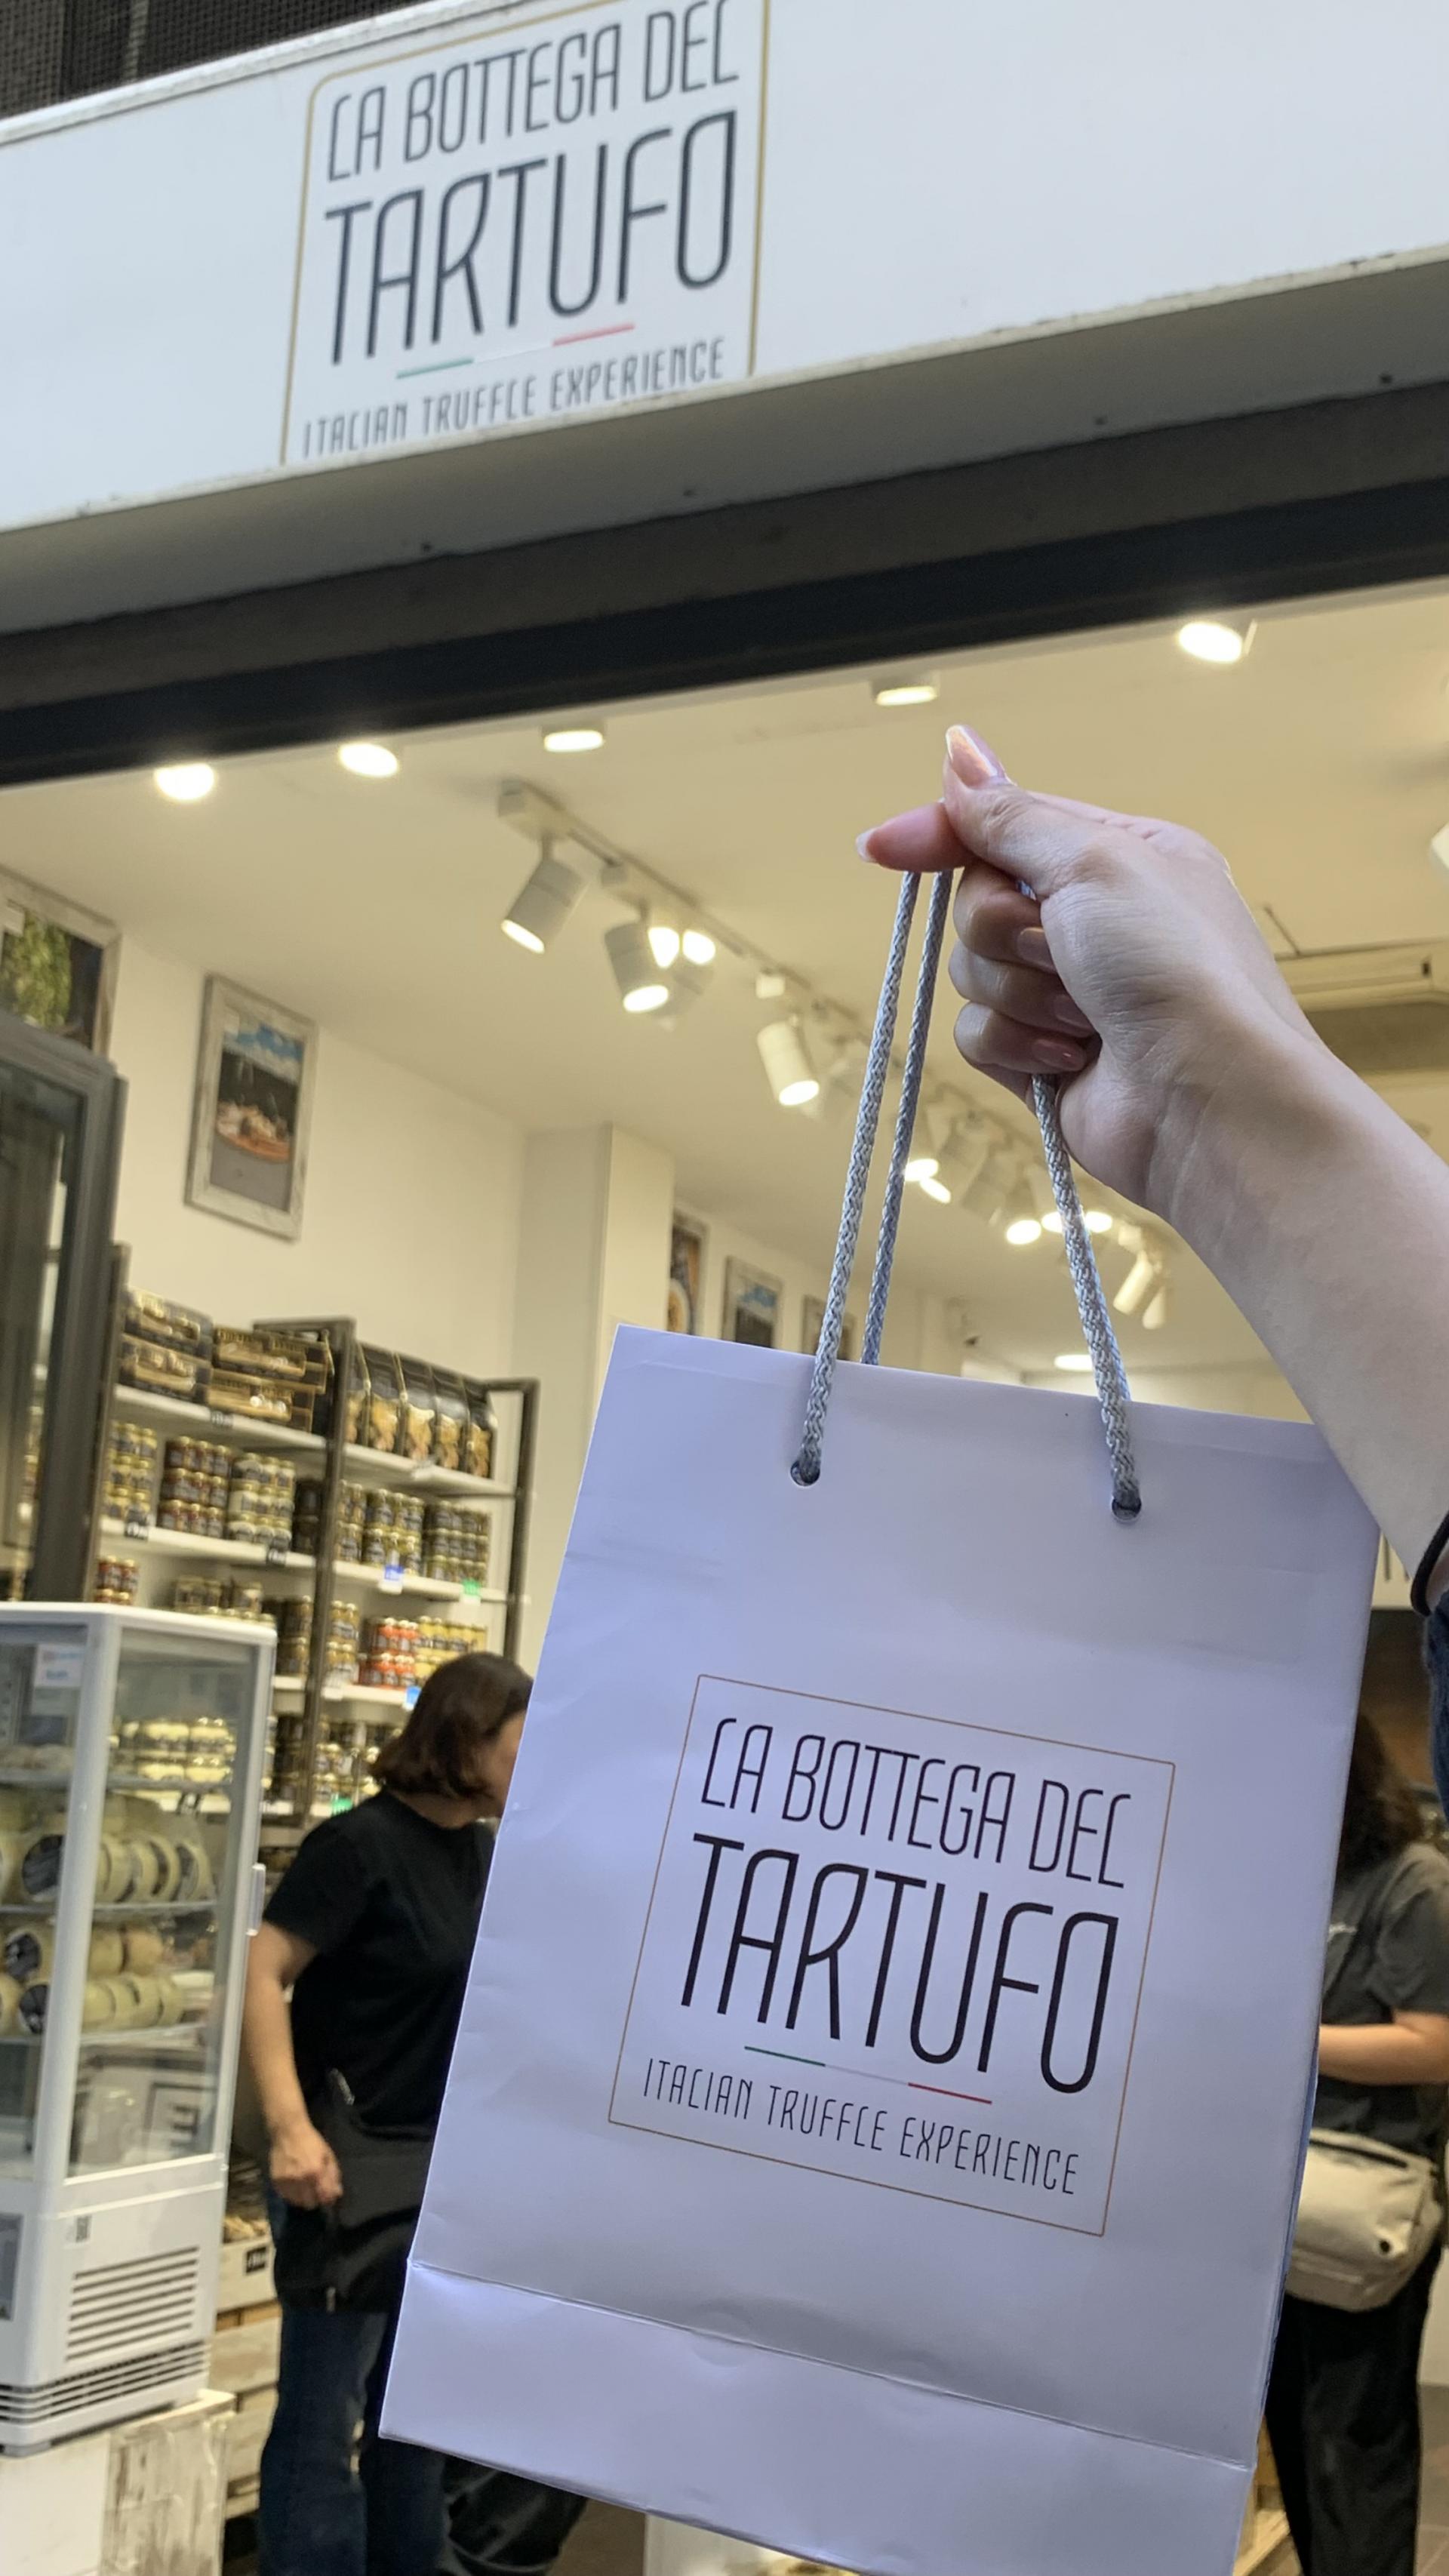 LA BOTTEGA DEL
TARTUFO
ITALIAN TRUFFLE EXPERIENCE
LA BOTTEGA DEL
TARTUFO
ITALIAN TRUFFLE EXPERIENCE